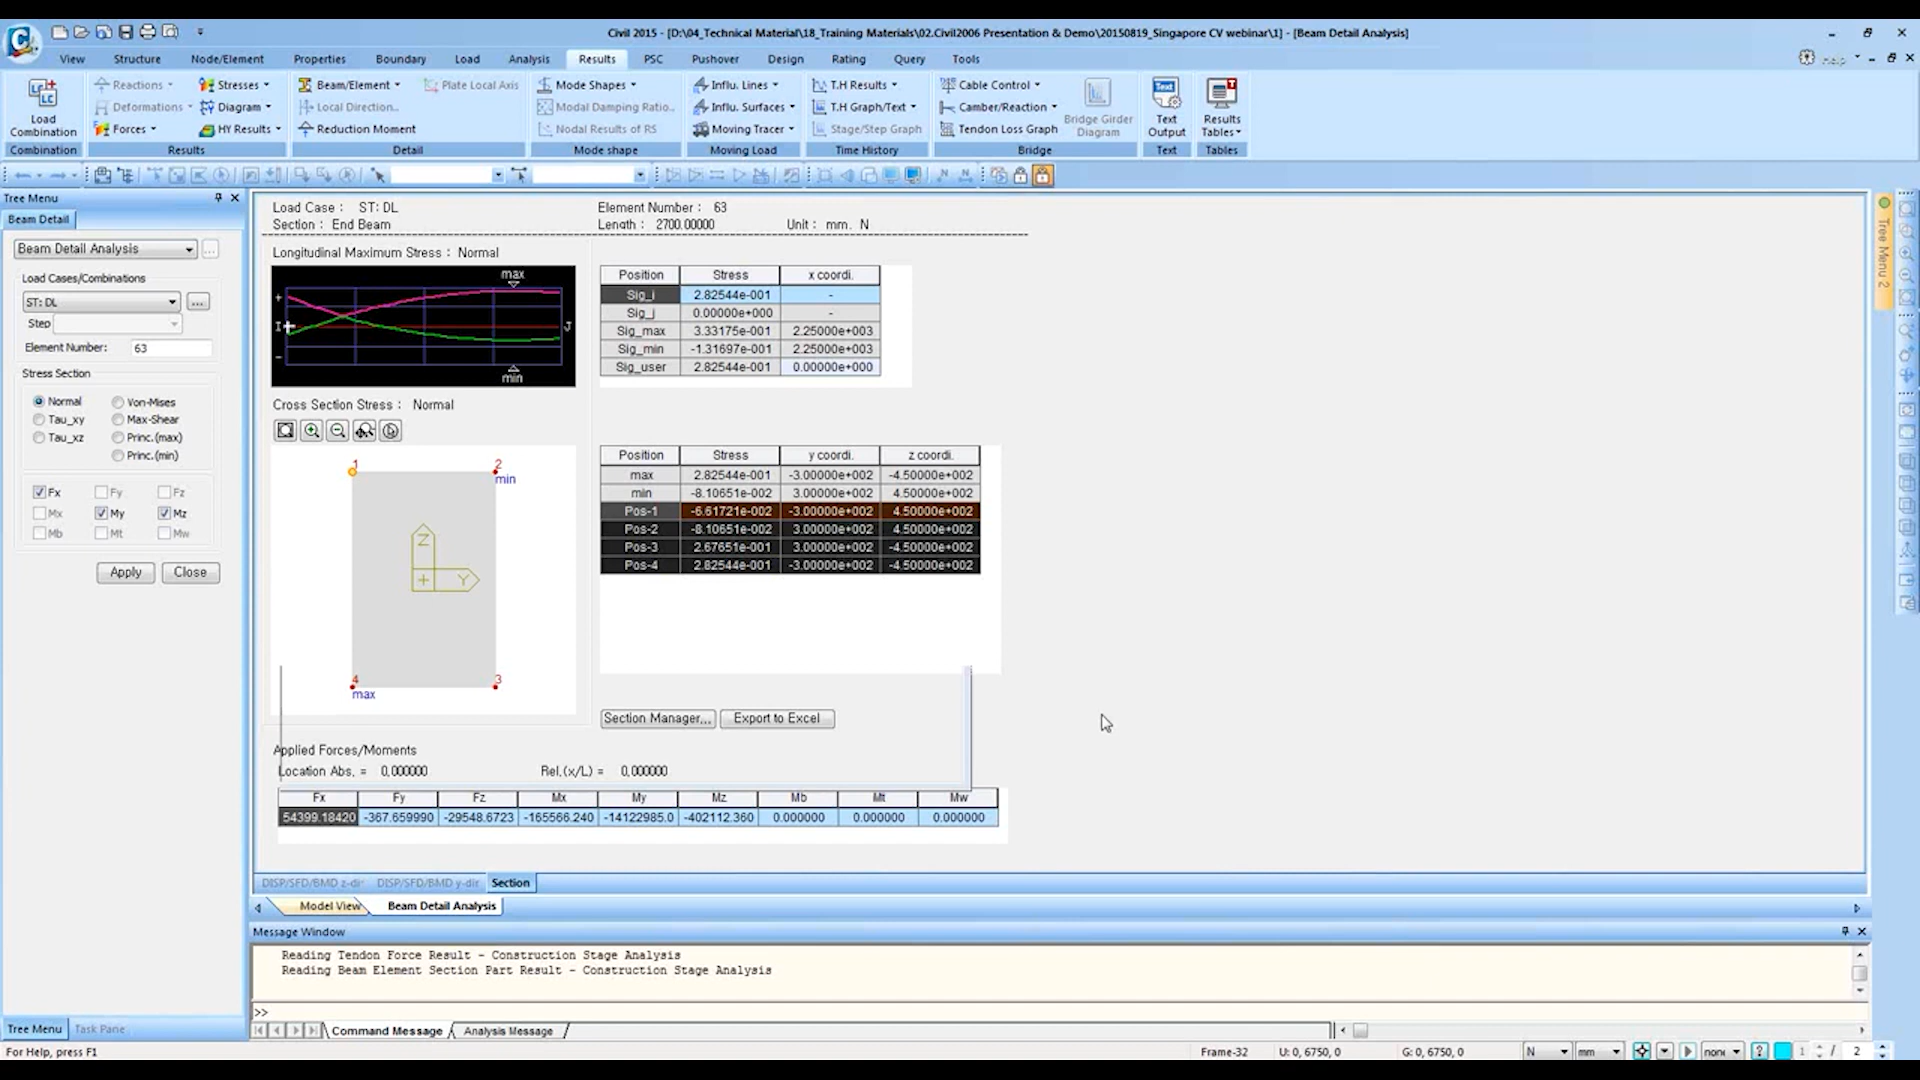 Civil 2015 - [D:\04_Technical Material\18_Training Materials\02.Civil2006 Presentation & Demo\20150819_Singapore CV webinar\1] - [Beam Detail Analysis]
View Structure Node/Element Properties Boundary Load Analysis Results PSC Pushover Design Rating Query Tools Help
Reactions Stresses Beam/Element Plate Local Axis Mode Shapes Influ. Lines T.H Results Cable Control
Deformations Diagram Local Direction.. Modal Damping Ratio.. Influ. Surfaces T.H Graph/Text Camber/Reaction
Forces HY Results Reduction Moment Nodal Results of RS Moving Tracer Stage/Step Graph Tendon Loss Graph
Load Combination
Bridge Girder Diagram
Text Output
Results Tables
Combination Results Detail Mode shape Moving Load Time History Bridge Text Tables
Tree Menu
Beam Detail
Beam Detail Analysis
Load Cases/Combinations
ST: DL
Step
Element Number: 63
Stress Section
Normal Von-Mises
Tau_xy Max-Shear
Tau_xz Princ.(max)
Princ.(min)
Fx Fy Fz
Mx My Mz
Mb Mt Mw
Apply Close
Load Case : ST: DL Element Number : 63
Section : End Beam Length : 2700.00000 Unit : mm. N
Longitudinal Maximum Stress : Normal
max
+
I J
-
min
Position Stress x coordi.
Sig_i 2.82544e-001 -
Sig_j 0.00000e+000 -
Sig_max 3.33175e-001 2.25000e+003
Sig_min -1.31697e-001 2.25000e+003
Sig_user 2.82544e-001 0.00000e+000
Cross Section Stress : Normal
1 2
min
Z
Y
4 3
max
Position Stress y coordi. z coordi.
max 2.82544e-001 -3.00000e+002 -4.50000e+002
min -8.10651e-002 3.00000e+002 4.50000e+002
Pos-1 -6.61721e-002 -3.00000e+002 4.50000e+002
Pos-2 -8.10651e-002 3.00000e+002 4.50000e+002
Pos-3 2.67651e-001 3.00000e+002 -4.50000e+002
Pos-4 2.82544e-001 -3.00000e+002 -4.50000e+002
Section Manager... Export to Excel
Applied Forces/Moments
Location Abs. = 0.000000 Rel.(x/L) = 0.000000
Fx Fy Fz Mx My Mz Mb Mt Mw
54399.18420 -367.659990 -29548.6723 -165566.240 -14122985.0 -402112.360 0.000000 0.000000 0.000000
DISP/SFD/BMD z-dir DISP/SFD/BMD y-dir Section
Model View Beam Detail Analysis
Message Window
Reading Tendon Force Result - Construction Stage Analysis
Reading Beam Element Section Part Result - Construction Stage Analysis
>>
Command Message Analysis Message
Tree Menu Task Pane
Tree Menu 2
For Help, press F1 Frame-32 U: 0, 6750, 0 G: 0, 6750, 0 N mm none 1 / 2